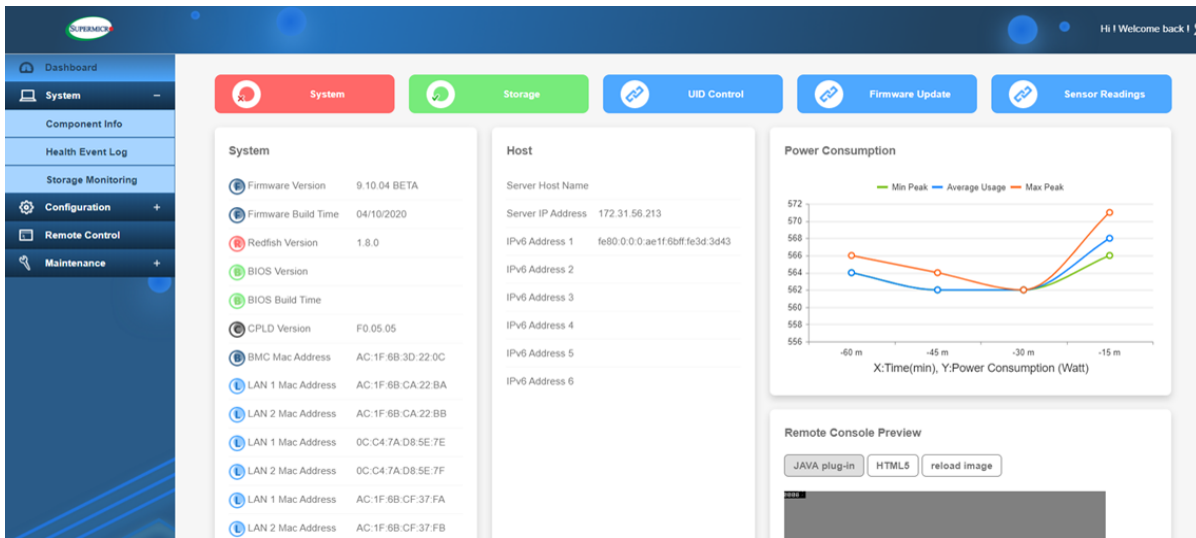 SUPERMICR
Hi ! Welcome back !
Dashboard
System –
Component Info
Health Event Log
Storage Monitoring
Configuration +
Remote Control
Maintenance +
System
Storage
UID Control
Firmware Update
Sensor Readings
System
Firmware Version 9.10.04 BETA
Firmware Build Time 04/10/2020
Redfish Version 1.8.0
BIOS Version
BIOS Build Time
CPLD Version F0.05.05
BMC Mac Address AC:1F:6B:3D:22:0C
LAN 1 Mac Address AC:1F:6B:CA:22:BA
LAN 2 Mac Address AC:1F:6B:CA:22:BB
LAN 1 Mac Address 0C:C4:7A:D8:5E:7E
LAN 2 Mac Address 0C:C4:7A:D8:5E:7F
LAN 1 Mac Address AC:1F:6B:CF:37:FA
LAN 2 Mac Address AC:1F:6B:CF:37:FB
Host
Server Host Name
Server IP Address 172.31.56.213
IPv6 Address 1 fe80:0:0:0:ae1f:6bff:fe3d:3d43
IPv6 Address 2
IPv6 Address 3
IPv6 Address 4
IPv6 Address 5
IPv6 Address 6
Power Consumption
Min Peak Average Usage Max Peak
572
570
568
566
564
562
560
558
556
-60 m -45 m -30 m -15 m
X:Time(min), Y:Power Consumption (Watt)
Remote Console Preview
JAVA plug-in HTML5 reload image